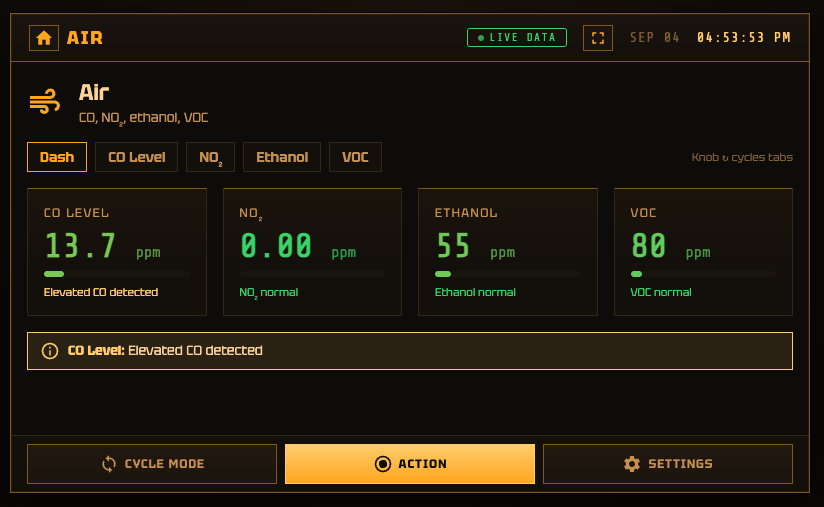 AIR
LIVE DATA
SEP 04 04:53:53 PM
Air
CO, NO₂, ethanol, VOC
Dash CO Level NO₂ Ethanol VOC
Knob ↻ cycles tabs
CO LEVEL
13.7 ppm
Elevated CO detected
NO₂
0.00 ppm
NO₂ normal
ETHANOL
55 ppm
Ethanol normal
VOC
80 ppm
VOC normal
CO Level: Elevated CO detected
CYCLE MODE
ACTION
SETTINGS